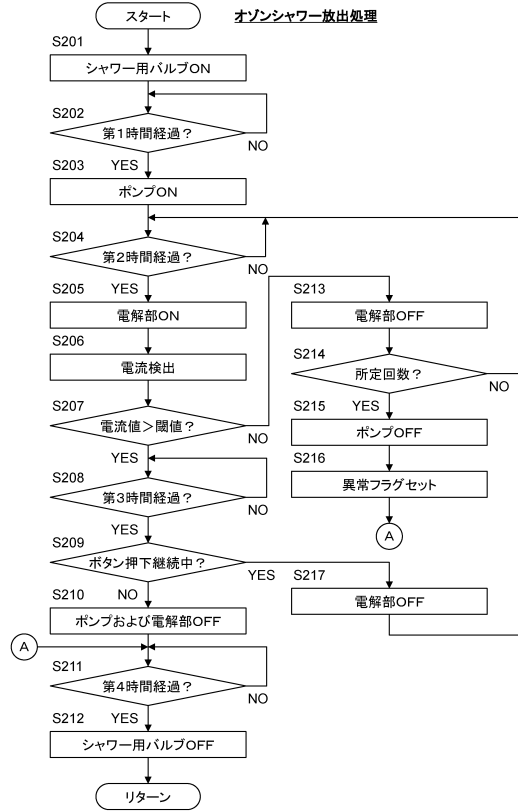 スタート
オゾンシャワー放出処理
S201
シャワー用バルブON
S202
第1時間経過？
NO
S203
YES
ポンプON
S204
第2時間経過？
NO
S205
YES
電解部ON
S206
電流検出
S207
電流値＞閾値？
NO
YES
S208
第3時間経過？
NO
YES
S209
ボタン押下継続中？
YES
S210
NO
ポンプおよび電解部OFF
A
S211
第4時間経過？
NO
S212
YES
シャワー用バルブOFF
リターン
S213
電解部OFF
S214
所定回数？
NO
S215
YES
ポンプOFF
S216
異常フラグセット
A
S217
電解部OFF